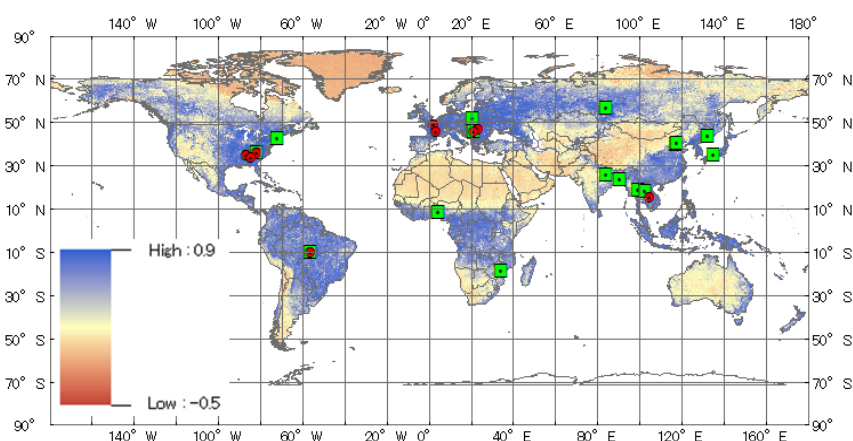 140° W 100° W 60° W 20° W 0° 20° E 60° E 100° E 140° E 180°
90°
70° N 70° N
50° N 50° N
30° N 30° N
10° N 10° N
High : 0.9
10° S 10° S
30° S 30° S
50° S 50° S
70° S 70° S
Low : -0.5
90° 90°
140° W 100° W 60° W 20° W 0° 40° E 80° E 120° E 160° E